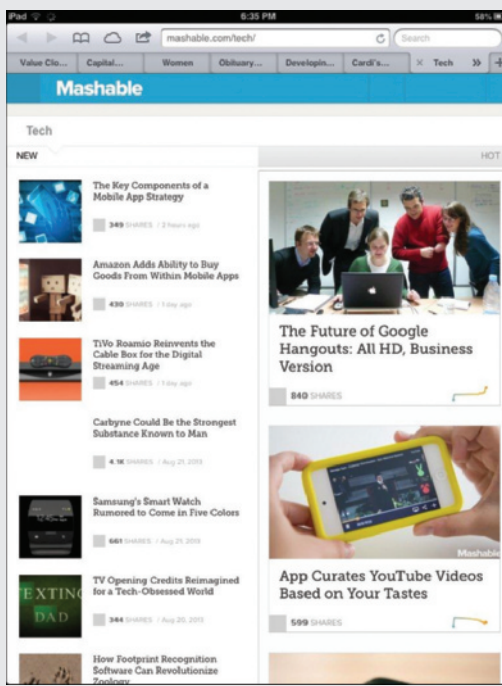 iPad 6:35 PM 58%
mashable.com/tech/ Search
Value Clo... Capital... Women Obituary... Developin... Cardi's... Tech
Mashable
Tech
NEW HOT
The Key Components of a
Mobile App Strategy
349 SHARES / 2 hours ago
Amazon Adds Ability to Buy
Goods From Within Mobile Apps
430 SHARES / 1 day ago
TiVo Roamio Reinvents the
Cable Box for the Digital
Streaming Age
454 SHARES / 1 day ago
Carbyne Could Be the Strongest
Substance Known to Man
4.1K SHARES / Aug 21, 2013
Samsung's Smart Watch
Rumored to Come in Five Colors
661 SHARES / Aug 21, 2013
EXTING
DAD
TV Opening Credits Reimagined
for a Tech-Obsessed World
344 SHARES / Aug 20, 2013
How Footprint Recognition
Software Can Revolutionize
Zoology
The Future of Google
Hangouts: All HD, Business
Version
840 SHARES
Mashable
App Curates YouTube Videos
Based on Your Tastes
599 SHARES